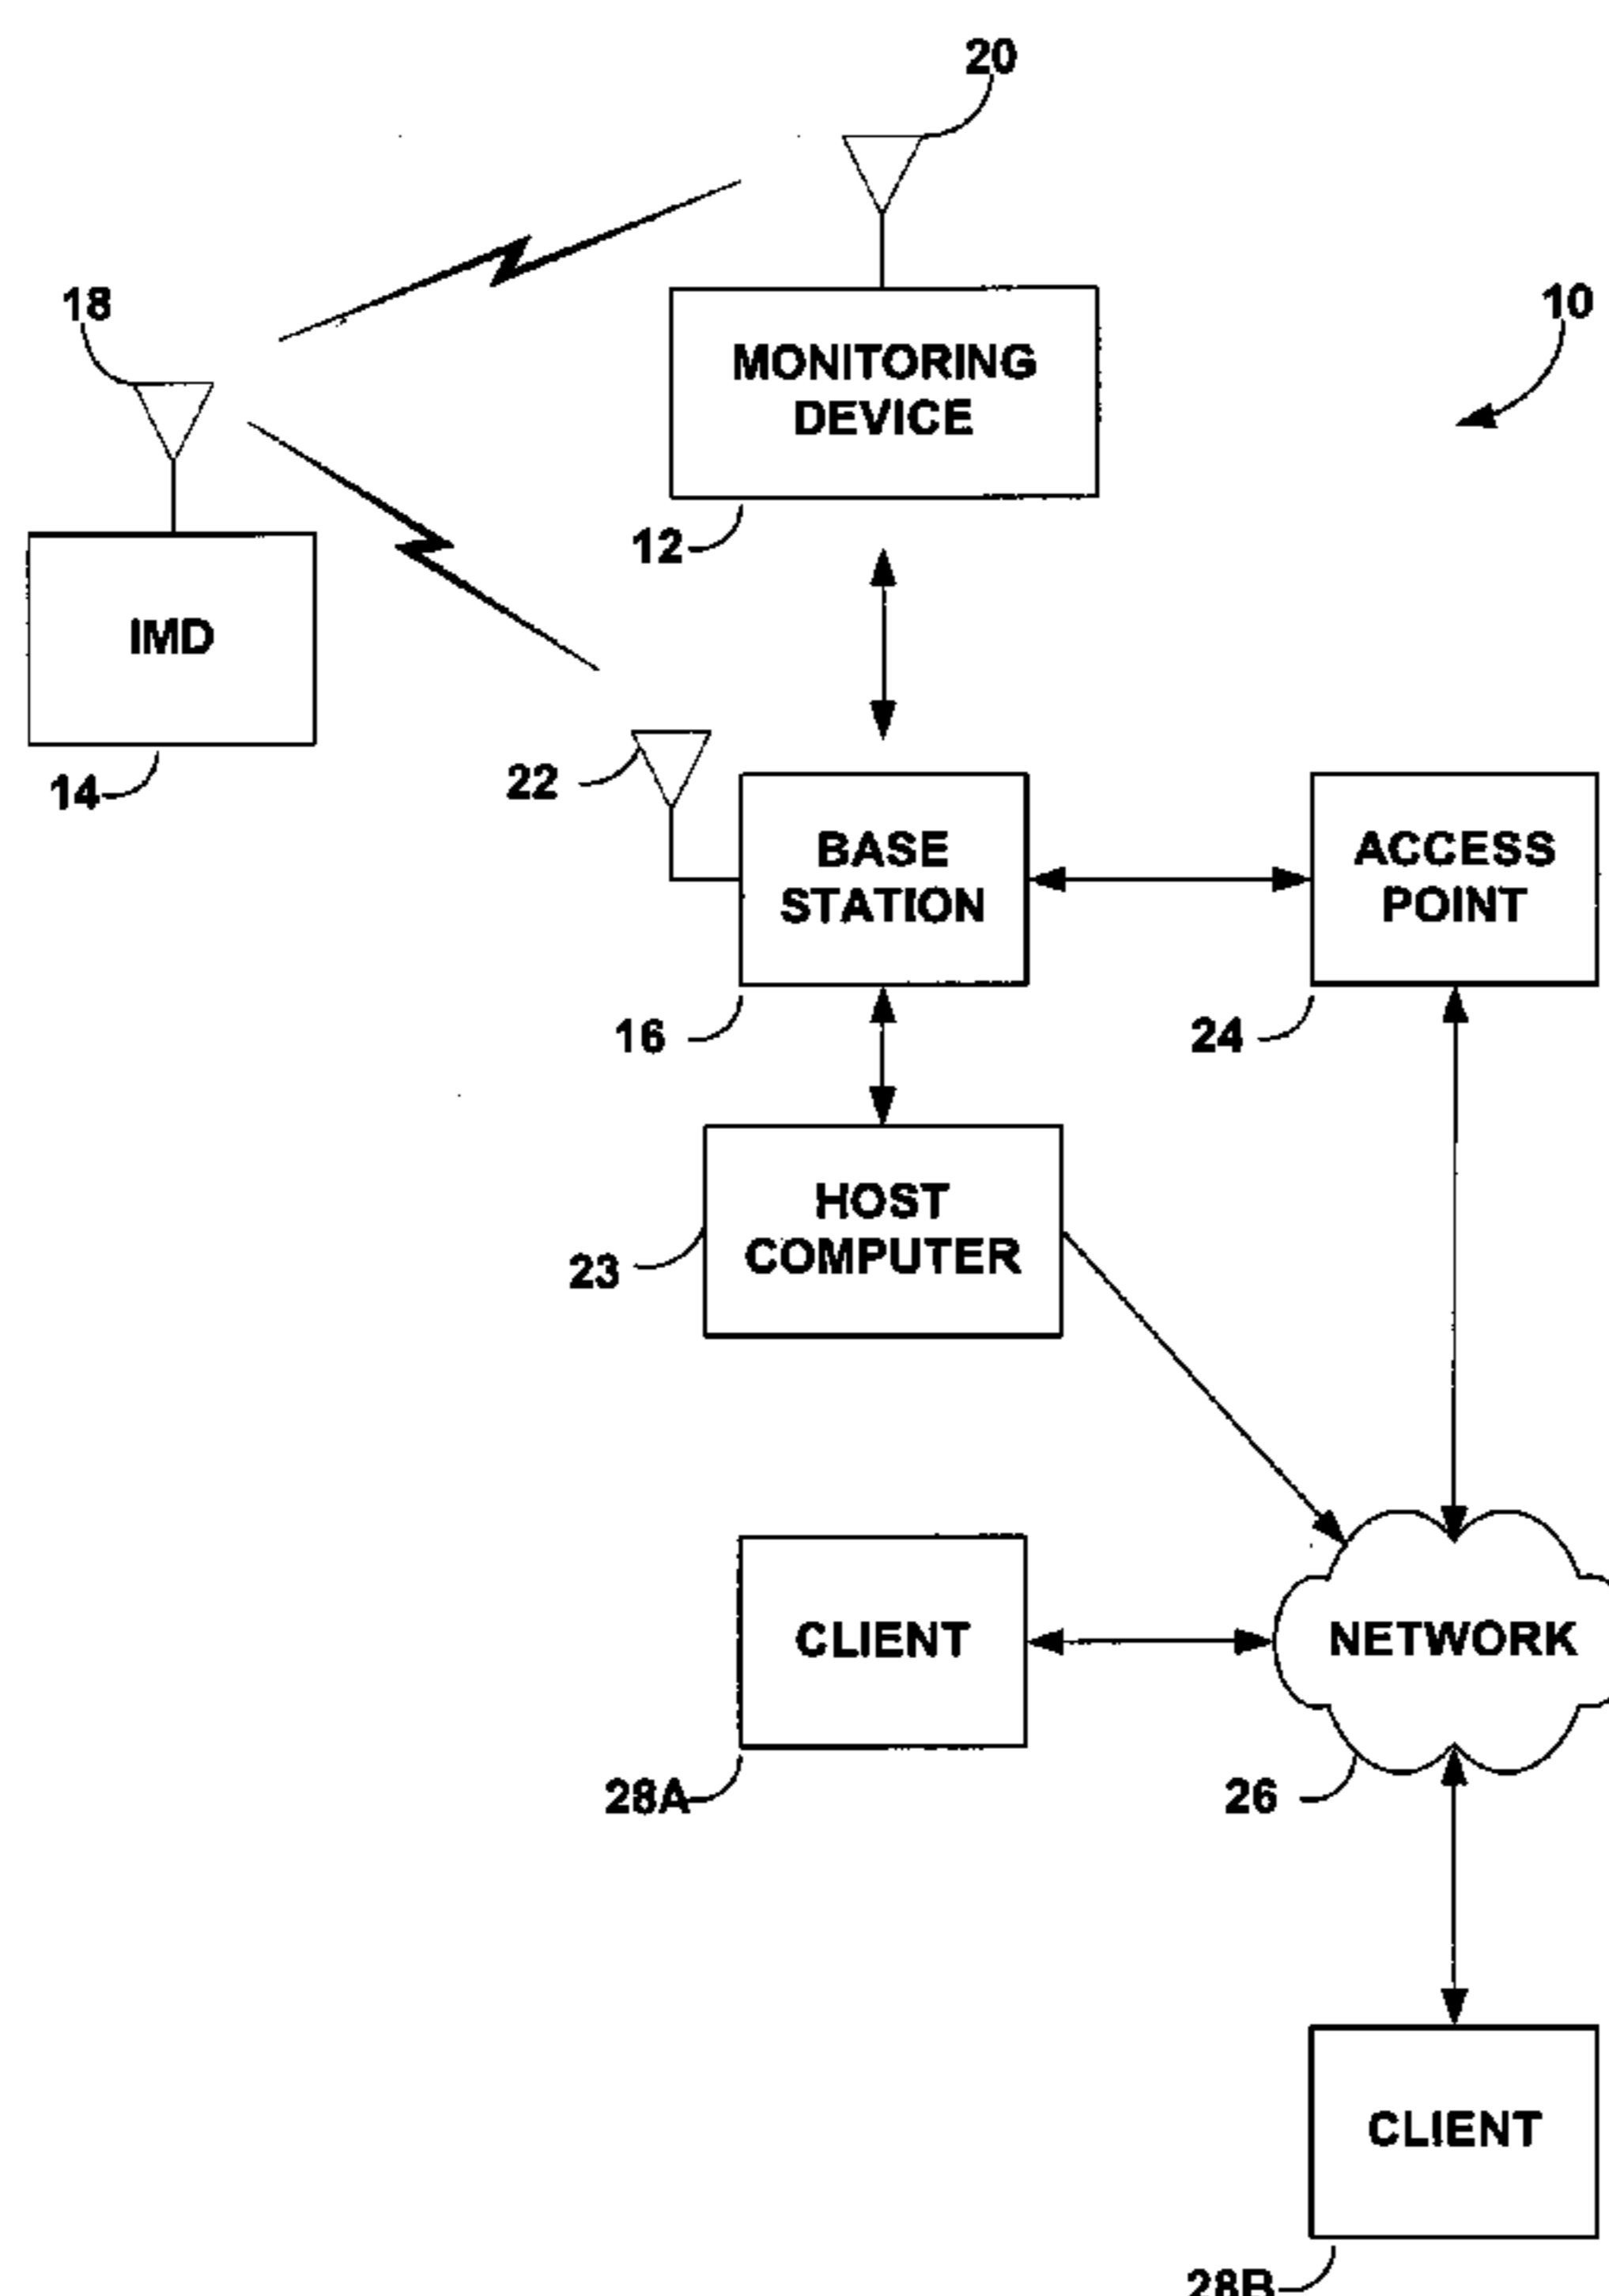 20
18
10
MONITORING
DEVICE
12
IMD
14
22
BASE
STATION
ACCESS
POINT
16
24
HOST
COMPUTER
23
CLIENT
NETWORK
28A
26
CLIENT
28B